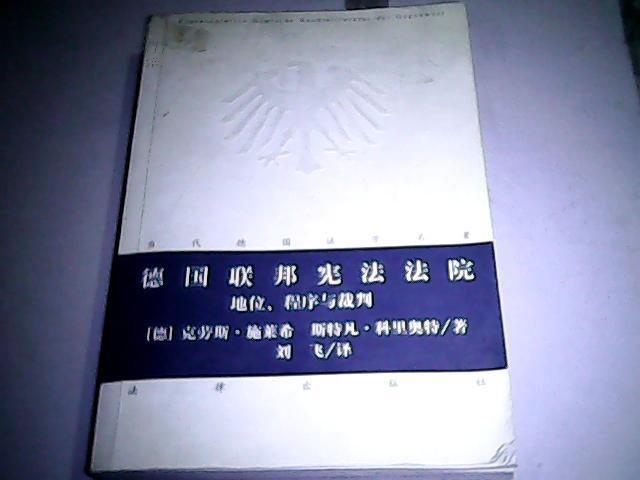 当代德国法学名著
德国联邦宪法法院
地位、程序与裁判
[德] 克劳斯·施莱希 斯特凡·科里奥特/著
刘 飞/译
法律出版社